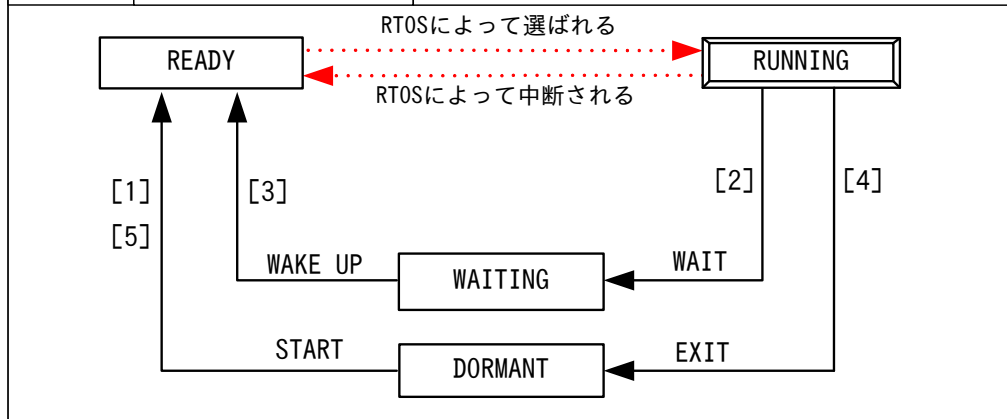 RTOSによって選ばれる
READY
RUNNING
RTOSによって中断される
[1]
[3]
[2]
[4]
[5]
WAKE UP
WAITING
WAIT
START
DORMANT
EXIT